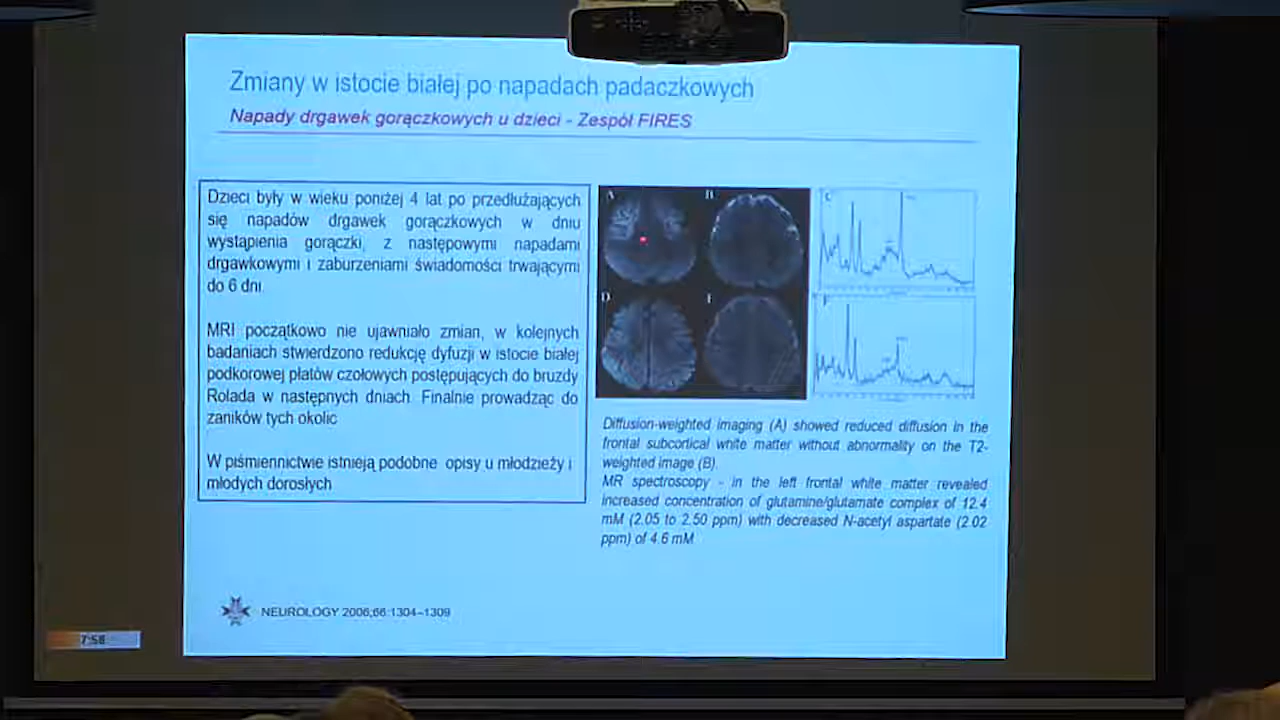 Zmiany w istocie białej po napadach padaczkowych
Napady drgawek gorączkowych u dzieci - Zespół FIRES
Dzieci były w wieku poniżej 4 lat po przedłużających
się napadów drgawek gorączkowych w dniu
wystąpienia gorączki, z następowymi napadami
drgawkowymi i zaburzeniami świadomości trwającymi
do 6 dni.
MRI początkowo nie ujawniało zmian, w kolejnych
badaniach stwierdzono redukcję dyfuzji w istocie białej
podkorowej płatów czołowych postępujących do bruzdy
Rolada w następnych dniach. Finalnie prowadząc do
zaników tych okolic
W piśmiennictwie istnieją podobne opisy u młodzieży i
młodych dorosłych
A
B
C
D
E
F
Diffusion-weighted imaging (A) showed reduced diffusion in the
frontal subcortical white matter without abnormality on the T2-
weighted image (B).
MR spectroscopy - in the left frontal white matter revealed
increased concentration of glutamine/glutamate complex of 12.4
mM (2.05 to 2.50 ppm) with decreased N-acetyl aspartate (2.02
ppm) of 4.6 mM
NEUROLOGY 2006;66:1304–1309
7:58